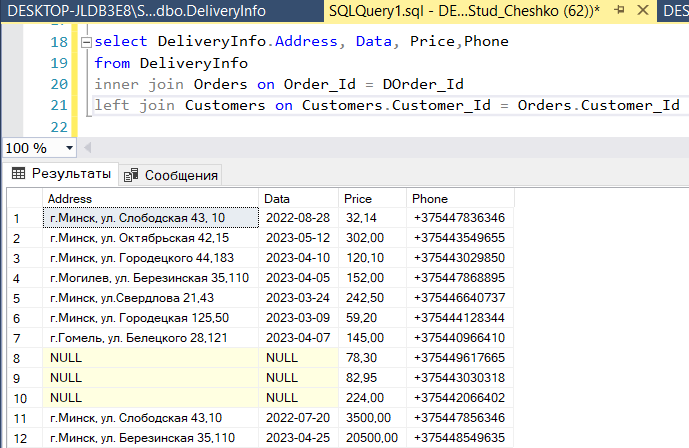 DESKTOP-JLDB3E8\S...dbo.DeliveryInfo SQLQuery1.sql - DE...Stud_Cheshko (62))* DES
18 select DeliveryInfo.Address, Data, Price,Phone
19 from DeliveryInfo
20 inner join Orders on Order_Id = DOrder_Id
21 left join Customers on Customers.Customer_Id = Orders.Customer_Id
22
100 %
Результаты Сообщения
Address Data Price Phone
1 г.Минск, ул. Слободская 43, 10 2022-08-28 32,14 +375447836346
2 г.Минск, ул. Октябрьская 42,15 2023-05-12 302,00 +375443549655
3 г.Минск, ул. Городецкого 44,183 2023-04-10 120,10 +375443029850
4 г.Могилев, ул. Березинская 35,110 2023-04-05 152,00 +375447868895
5 г.Минск, ул.Свердлова 21,43 2023-03-24 242,50 +375446640737
6 г.Минск, ул. Городецкая 125,50 2023-03-09 59,20 +375444128344
7 г.Гомель, ул. Белецкого 28,121 2023-04-07 145,00 +375440966410
8 NULL NULL 78,30 +375449617665
9 NULL NULL 82,95 +375443030318
10 NULL NULL 224,00 +375442066402
11 г.Минск, ул. Слободская 43,10 2022-07-20 3500,00 +375447856346
12 г.Минск, ул. Березинская 35,110 2023-04-25 20500,00 +375448549635